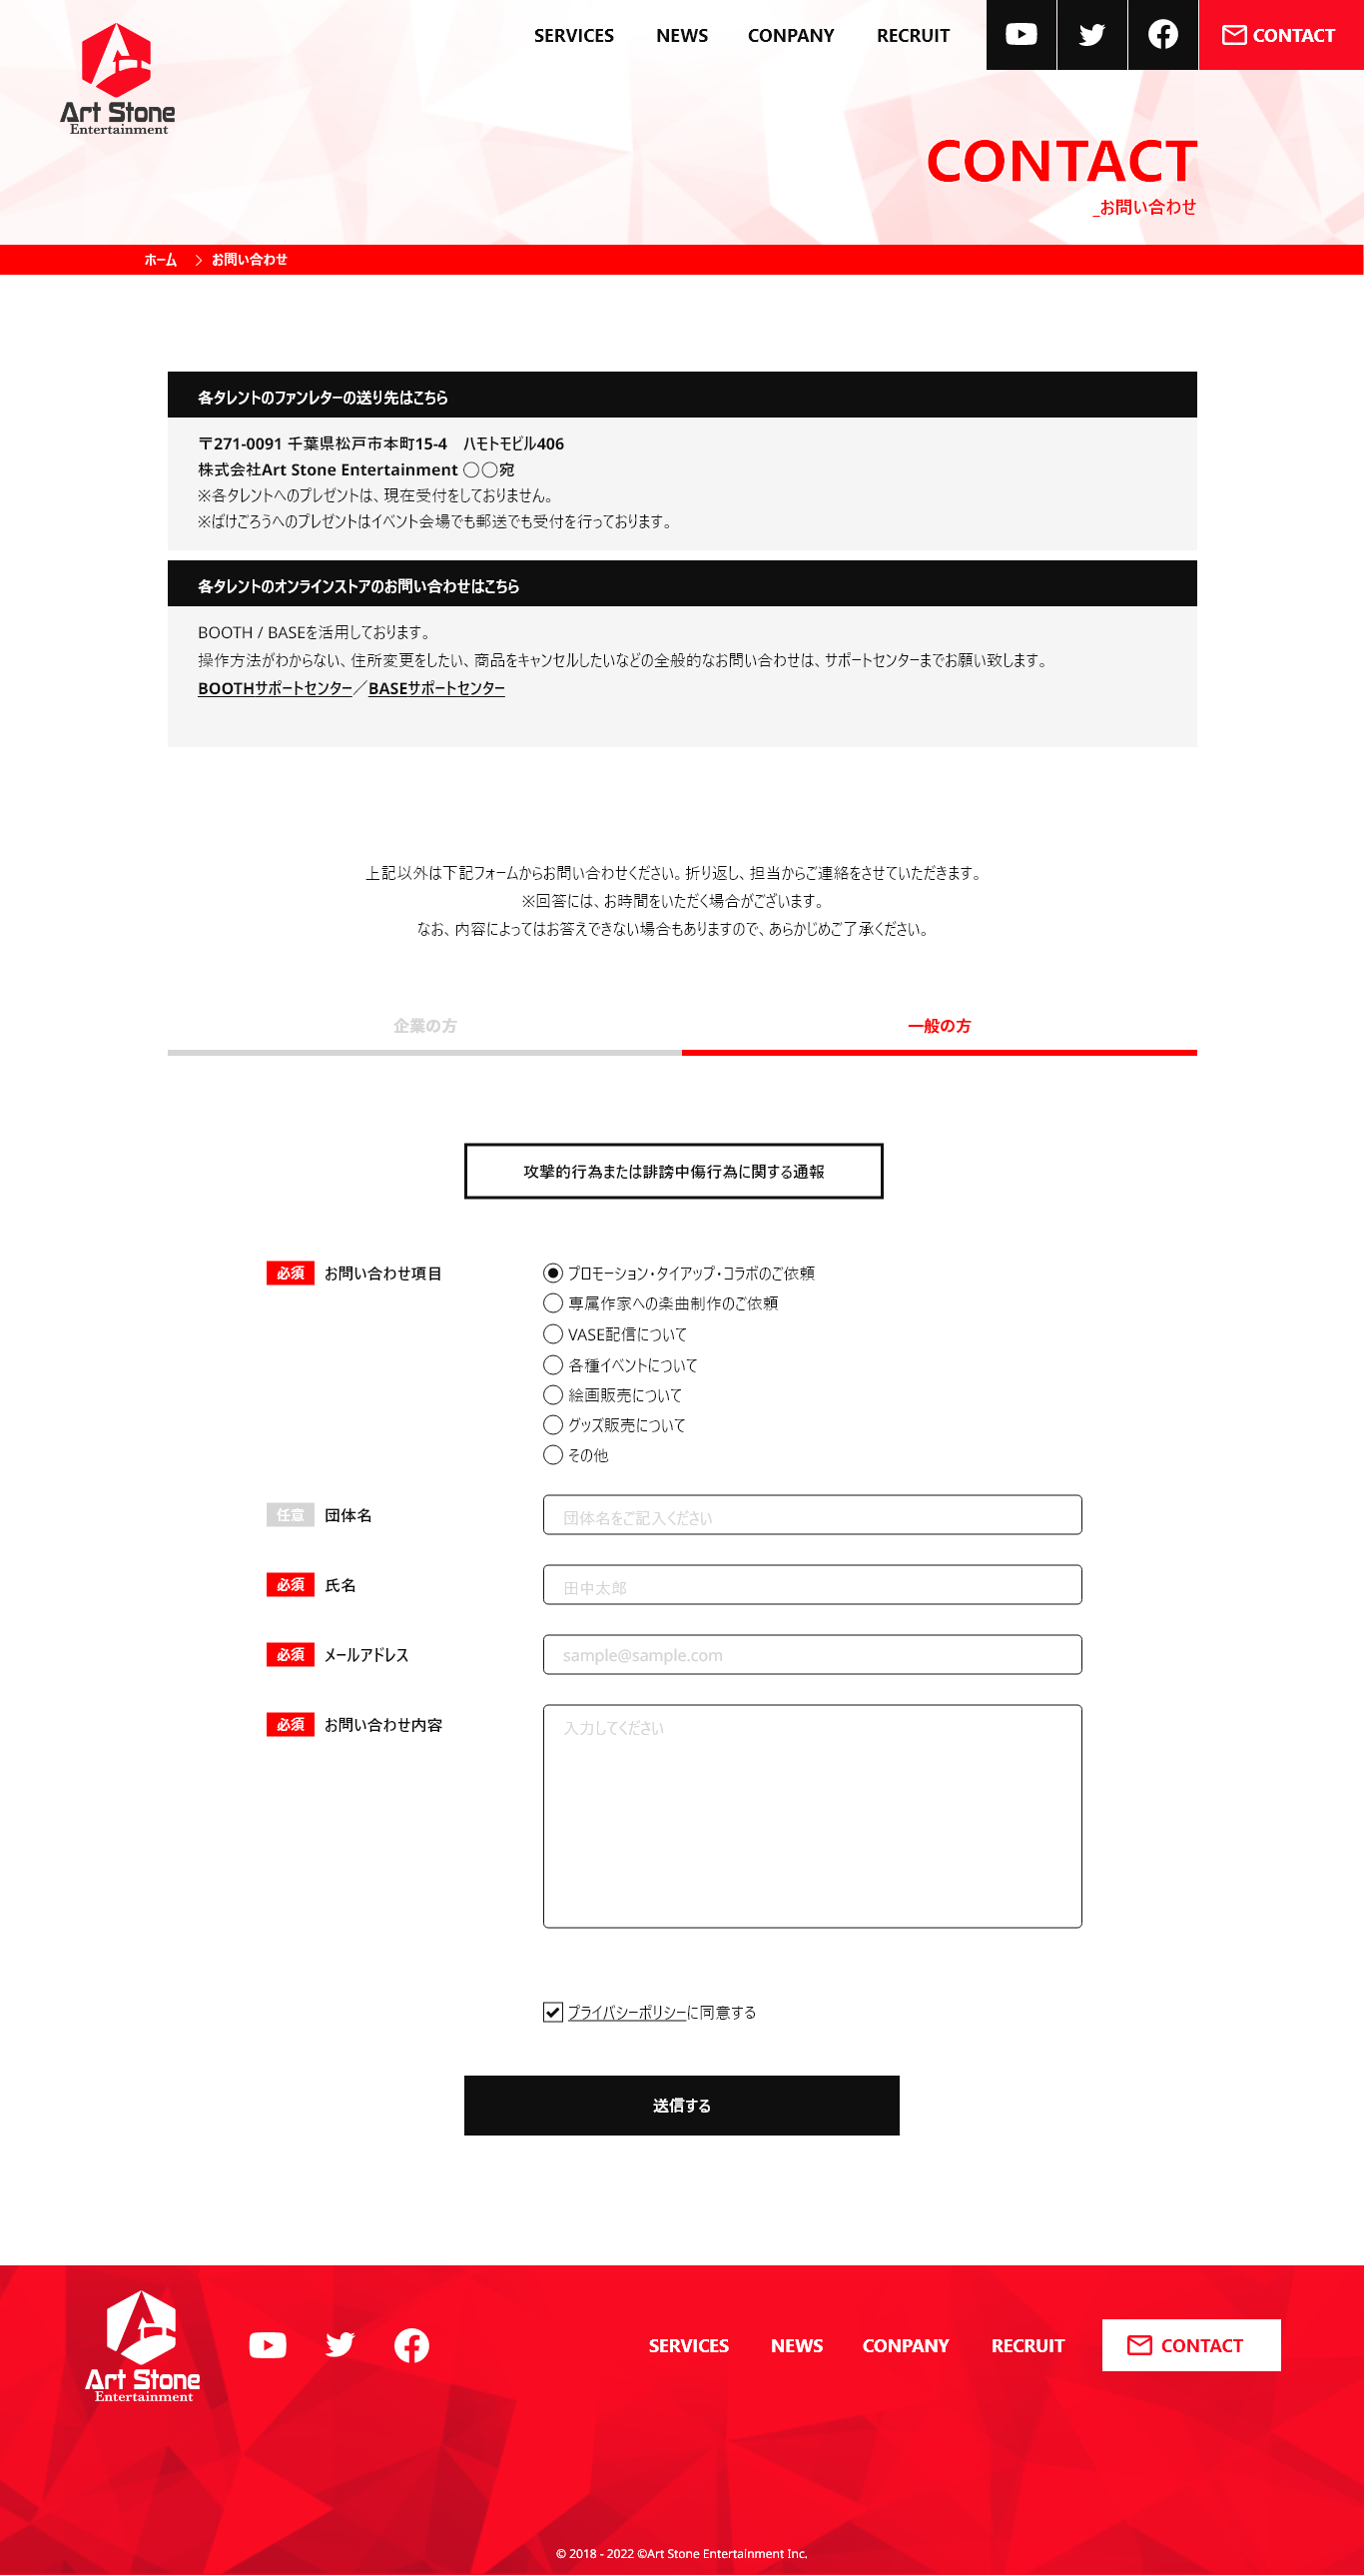 Art Stone
Entertainment
SERVICES
NEWS
CONPANY
RECRUIT
CONTACT
CONTACT
_お問い合わせ
ホーム > お問い合わせ
各タレントのファンレターの送り先はこちら
〒271-0091 千葉県松戸市本町15-4　ハモトモビル406
株式会社Art Stone Entertainment 〇〇宛
※各タレントへのプレゼントは、現在受付をしておりません。
※ばけごろうへのプレゼントはイベント会場でも郵送でも受付を行っております。
各タレントのオンラインストアのお問い合わせはこちら
BOOTH / BASEを活用しております。
操作方法がわからない、住所変更をしたい、商品をキャンセルしたいなどの全般的なお問い合わせは、サポートセンターまでお願い致します。
BOOTHサポートセンター／BASEサポートセンター
上記以外は下記フォームからお問い合わせください。折り返し、担当からご連絡をさせていただきます。
※回答には、お時間をいただく場合がございます。
なお、内容によってはお答えできない場合もありますので、あらかじめご了承ください。
企業の方
一般の方
攻撃的行為または誹謗中傷行為に関する通報
必須 お問い合わせ項目
プロモーション・タイアップ・コラボのご依頼
専属作家への楽曲制作のご依頼
VASE配信について
各種イベントについて
絵画販売について
グッズ販売について
その他
任意 団体名
団体名をご記入ください
必須 氏名
田中太郎
必須 メールアドレス
sample@sample.com
必須 お問い合わせ内容
入力してください
プライバシーポリシーに同意する
送信する
Art Stone
Entertainment
SERVICES
NEWS
CONPANY
RECRUIT
CONTACT
© 2018 - 2022 ©Art Stone Entertainment Inc.